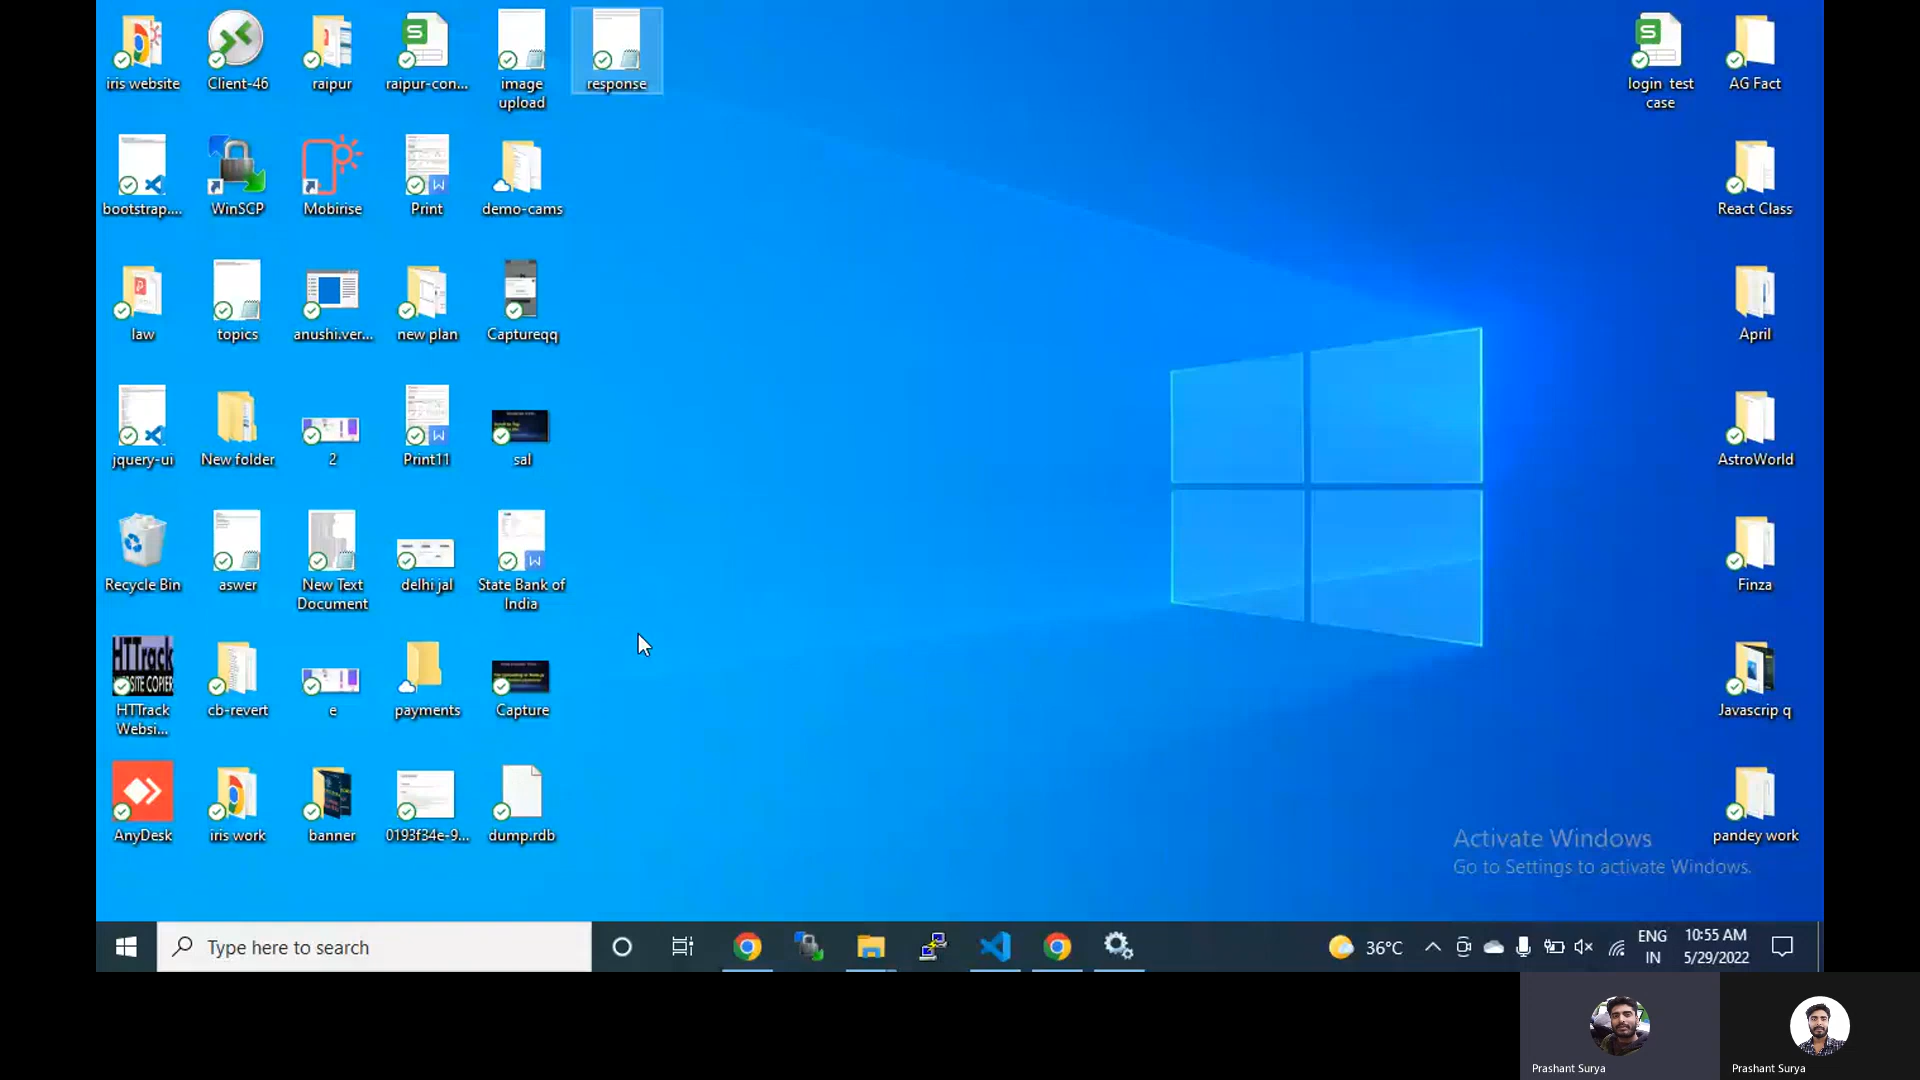 iris website
Client-46
raipur
raipur-con...
image
upload
response
login test
case
AG Fact
bootstrap....
WinSCP
Mobirise
Print
demo-cams
React Class
law
topics
anushi.ver...
new plan
Captureqq
April
jquery-ui
New folder
2
Print11
sal
AstroWorld
Recycle Bin
aswer
New Text
Document
delhi jal
State Bank of
India
Finza
HTTrack
WEBSITE COPIER
HTTrack
Websi...
cb-revert
e
payments
Capture
Javascrip q
AnyDesk
iris work
banner
0193f34e-9...
dump.rdb
pandey work
Activate Windows
Go to Settings to activate Windows.
Type here to search
36°C
ENG
IN
10:55 AM
5/29/2022
Prashant Surya
Prashant Surya